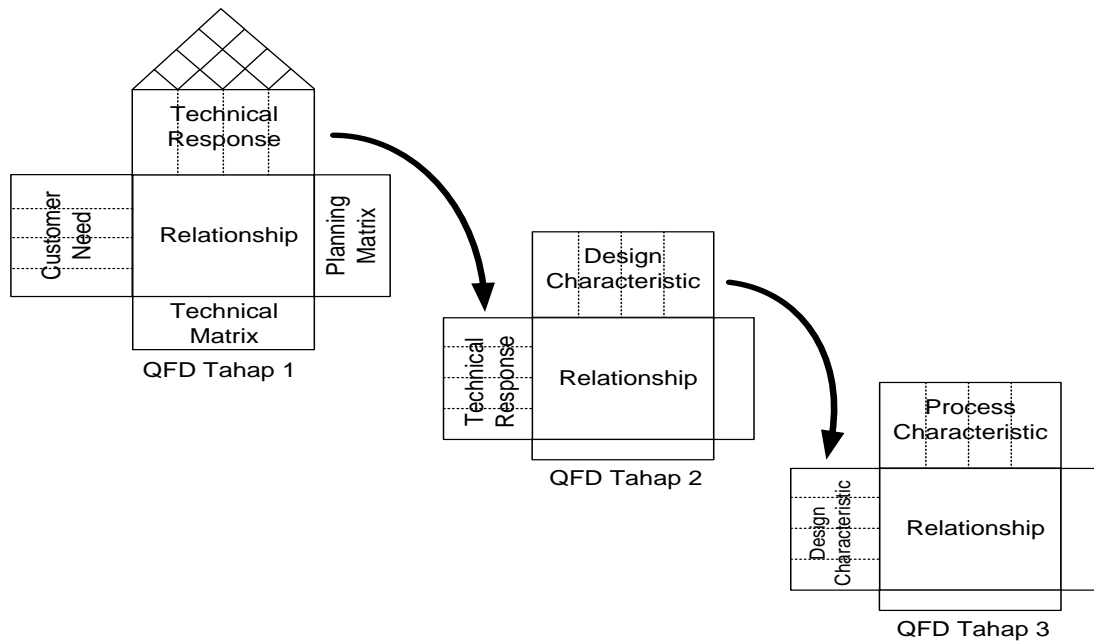 Technical
Response
Customer
Need
Relationship
Planning
Matrix
Technical
Matrix
QFD Tahap 1
Design
Characteristic
Technical
Response
Relationship
QFD Tahap 2
Process
Characteristic
Design
Characteristic
Relationship
QFD Tahap 3